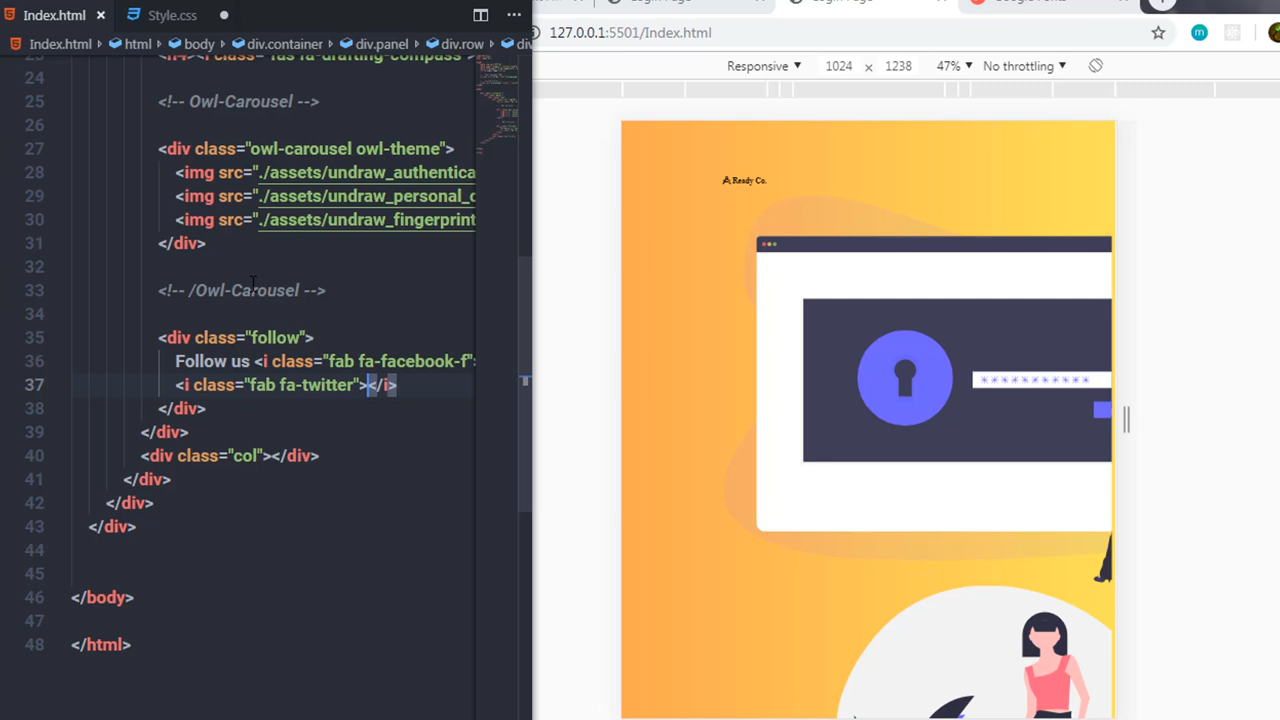 Index.html × Style.css
Index.html html body div.container div.panel div.row
127.0.0.1:5501/Index.html
Responsive 1024 × 1238 47% No throttling
24
25 <!-- Owl-Carousel -->
26
27 <div class="owl-carousel owl-theme">
28 <img src="./assets/undraw_authentica
29 <img src="./assets/undraw_personal_
30 <img src="./assets/undraw_fingerprint
31 </div>
32
33 <!-- /Owl-Carousel -->
34
35 <div class="follow">
36 Follow us <i class="fab fa-facebook-f"
37 <i class="fab fa-twitter"></i>
38 </div>
39 </div>
40 <div class="col"></div>
41 </div>
42 </div>
43 </div>
44
45
46 </body>
47
48 </html>
Ready Co.
**********